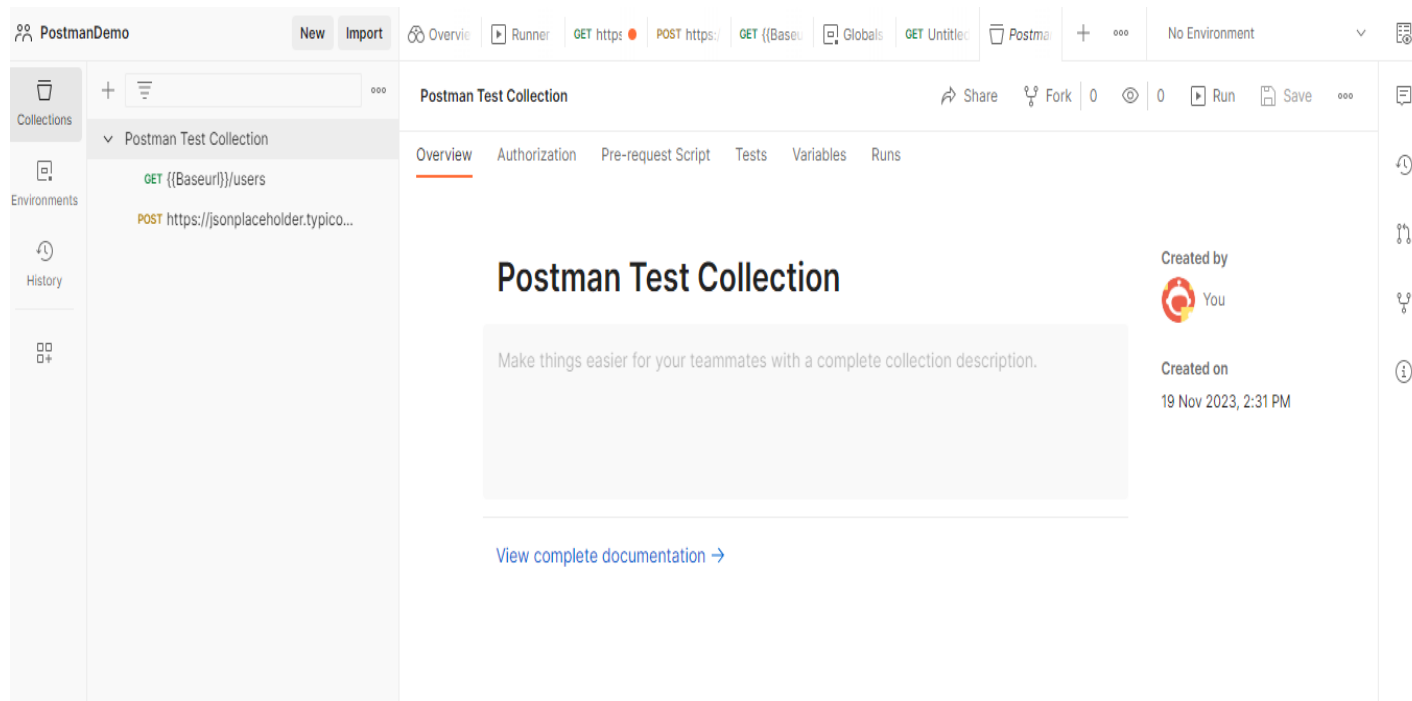 PostmanDemo New Import
Overvie Runner GET https POST https:/ GET {{Baseu Globals GET Untitled Postma No Environment
Collections
Environments
History
Postman Test Collection
GET {{Baseurl}}/users
POST https://jsonplaceholder.typico...
Postman Test Collection Share Fork 0 0 Run Save
Overview Authorization Pre-request Script Tests Variables Runs
Postman Test Collection
Make things easier for your teammates with a complete collection description.
View complete documentation →
Created by
You
Created on
19 Nov 2023, 2:31 PM